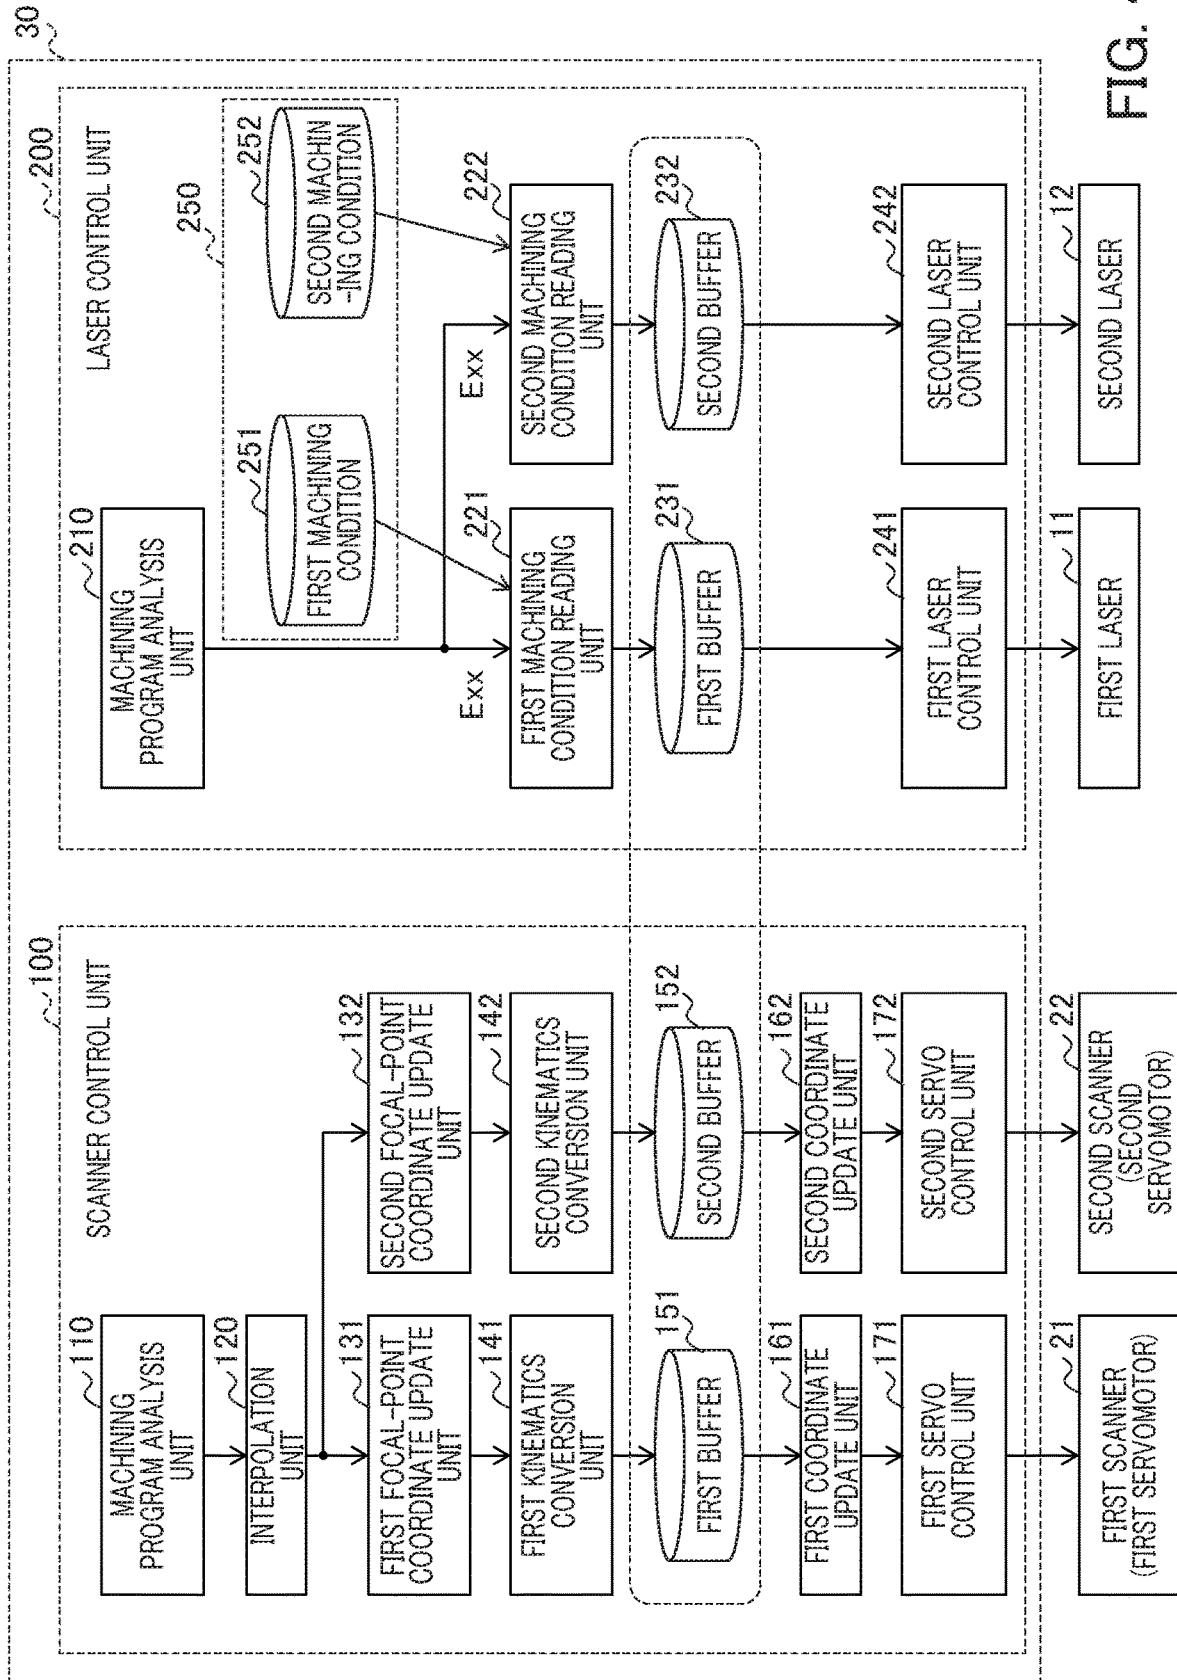 30
100
SCANNER CONTROL UNIT
110
MACHINING
PROGRAM ANALYSIS
UNIT
120
INTERPOLATION
UNIT
131
FIRST FOCAL-POINT
COORDINATE UPDATE
UNIT
132
SECOND FOCAL-POINT
COORDINATE UPDATE
UNIT
141
FIRST KINEMATICS
CONVERSION
UNIT
142
SECOND KINEMATICS
CONVERSION UNIT
151
FIRST BUFFER
152
SECOND BUFFER
161
FIRST COORDINATE
UPDATE UNIT
162
SECOND COORDINATE
UPDATE UNIT
171
FIRST SERVO
CONTROL UNIT
172
SECOND SERVO
CONTROL UNIT
21
FIRST SCANNER
(FIRST SERVOMOTOR)
22
SECOND SCANNER
(SECOND
SERVOMOTOR)
200
LASER CONTROL UNIT
210
MACHINING
PROGRAM ANALYSIS
UNIT
250
251
FIRST MACHINING
CONDITION
252
SECOND MACHIN
-ING CONDITION
Exx
Exx
221
FIRST MACHINING
CONDITION READING
UNIT
222
SECOND MACHINING
CONDITION READING
UNIT
231
FIRST BUFFER
232
SECOND BUFFER
241
FIRST LASER
CONTROL UNIT
242
SECOND LASER
CONTROL UNIT
11
FIRST LASER
12
SECOND LASER
FIG.